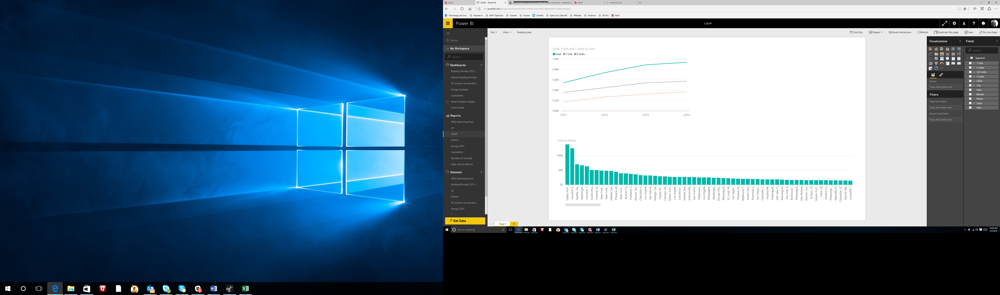 MyIIT
CDUP - Power BI
Reports in Power BI | Micros
Video of lecture - aheckbnu
MyIIT
mrexcel.com
Technology and Civic
Hackster.io
MSFT Openness
Outlook
Foscam
LinkedIn
Open Civic Data API
Wikidata
OneDrive
OD Pro
MyIIT
Power BI
CDUP*
File
View
Reading view
Text Box
Shapes
Visual Interactions
Refresh
Duplicate this page
Save
Pin Live Page
Home
My Workspace
Search
Dashboards
Building Permits 2011-...
Detroit Building Permits
EG Science Journal Ran...
Energy Example
Learnathon
Retail Analysis Sample
School Data
Reports
ABQ Swimming Pool
cb
CDUP
Detroit
Energy 2010
Learnathon
Number of Journals
state school distircts
Datasets
ABQ Swimming Pool
Building Permits 2011-...
cb
Detroit
EG Science Journal Ran...
Energy 2010
Get Data
Total, 1 Unit and 5 Units by Year
Total 1 Unit 5 Units
1.0M
0.8M
0.6M
0.4M
0.2M
0.0M
2,011 2,012 2,013 2,014
Total by Name
100K
50K
0K
Dallas-Fort ...
Houston-S...
Seattle-Tac...
Washingto...
Houston-T...
Austin-Rou...
Orlando-Ki...
New York-...
New York-...
Atlanta-San...
Phoenix-M...
New York-...
Boston-Ca...
Portland-V...
Denver-Aur...
Charlotte-G...
Los Angele...
San Antoni...
Raleigh-Car...
Tampa-St. ...
Chicago-Jol...
Miami-Fort ...
Los Angele...
Columbus, ...
Atlanta-San...
Jacksonville...
San Francis...
Oklahoma ...
Los Angele...
Philadelphi...
Washingto...
Kansas City...
Minneapoli...
St. Louis, M...
Las Vegas-...
Phoenix-M...
Baltimore-T...
Austin-Rou...
Riverside-S...
San Diego-...
Charlotte-C...
Virginia Be...
Indianapoli...
Salt Lake Ci...
Minneapoli...
San Jose-S...
Richmond, ...
Philadelphi...
Des Moines...
Denver-Aur...
El Paso, TX
Miami-Fort ...
Tulsa, OK
Omaha-Co...
Pittsburgh, ...
Nashville-D...
Columbia, SC
Detroit-Wa...
Louisville-J...
Page 1
Visualizations
Values
Drag data fields here
Filters
Page level filters
Drag data fields here
Report level filters
Drag data fields here
Fields
Search
Append1
1 Unit
2 Units
3/4 Units
5 Units
CBSA
CSA
Date
Month
Name
Total
Year
Ask me anything
10:58 AM
3/2/2016